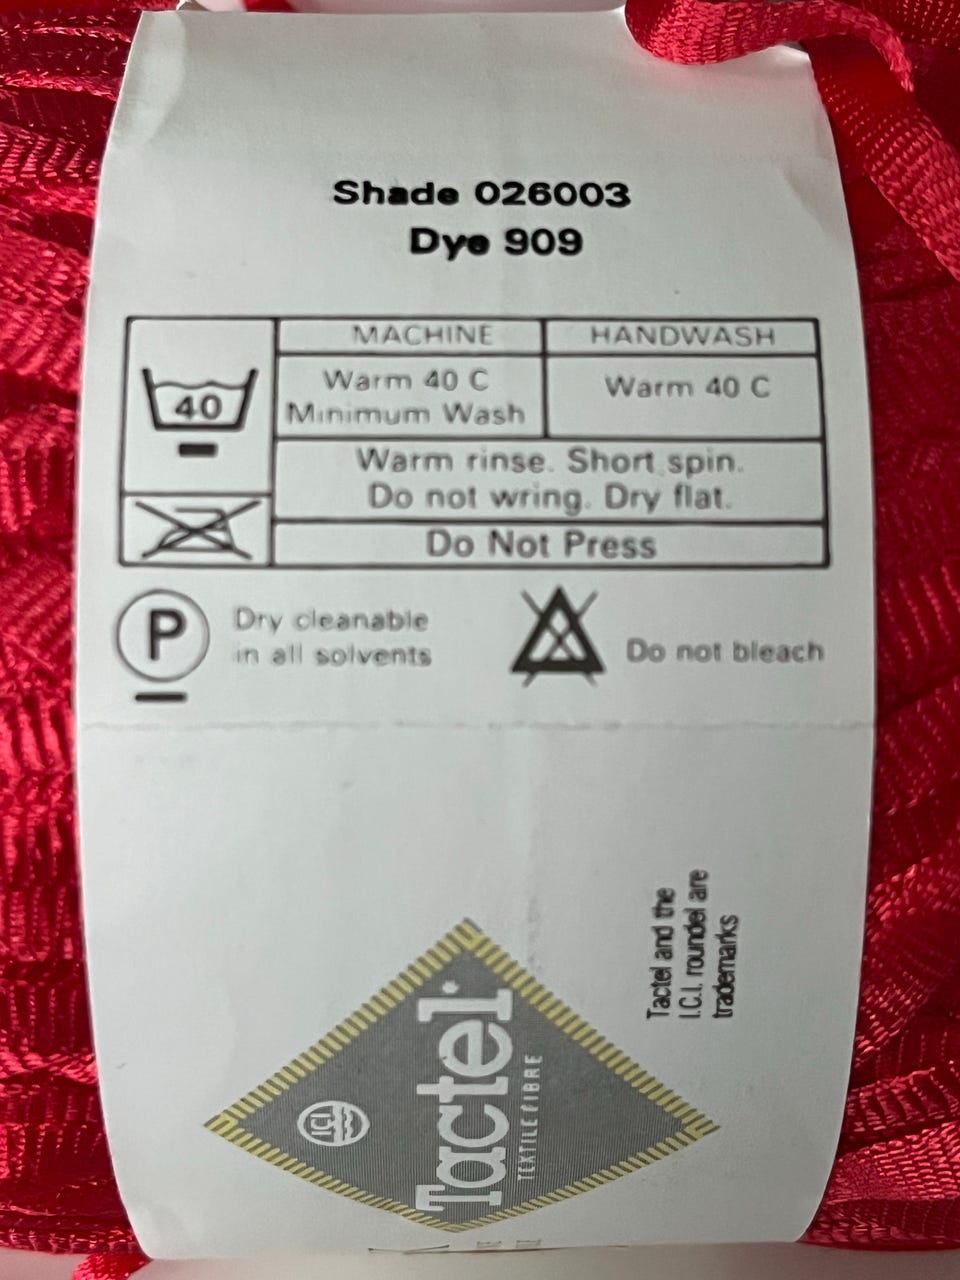 Shade 026003
Dye 909
MACHINE
HANDWASH
40
Warm 40 C
Minimum Wash
Warm 40 C
Warm rinse. Short spin.
Do not wring. Dry flat.
Do Not Press
P
Dry cleanable
in all solvents
Do not bleach
Tactel and the
I.C.I. roundel are
trademarks
ICI
Tactel
TEXTILE FIBRE